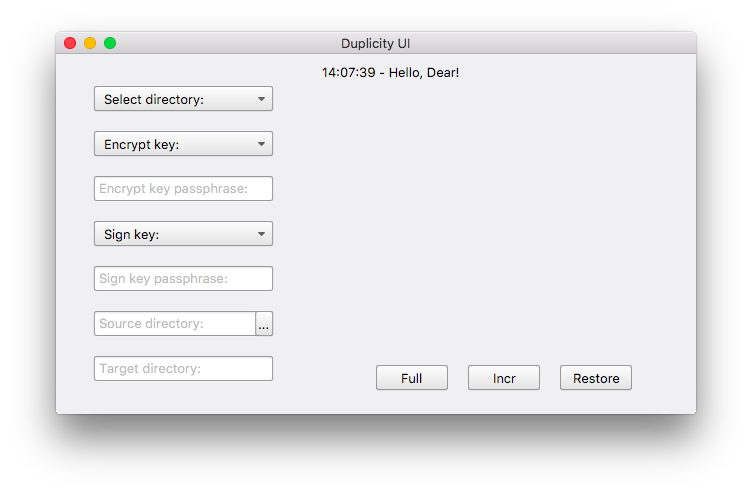 Duplicity UI
14:07:39 - Hello, Dear!
Select directory:
Encrypt key:
Encrypt key passphrase:
Sign key:
Sign key passphrase:
Source directory:
...
Target directory:
Full
Incr
Restore